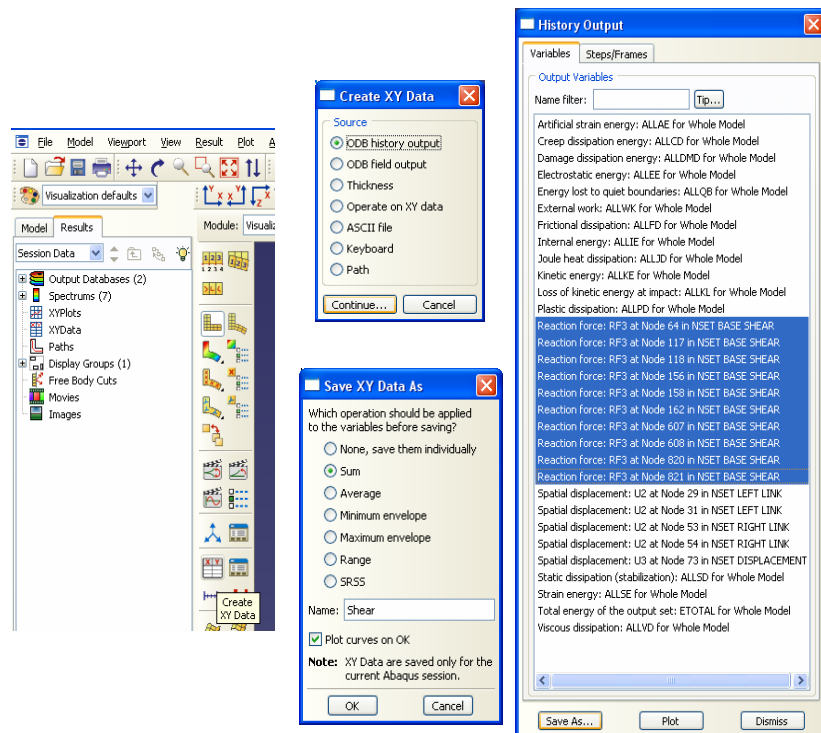 File Model Viewport View Result Plot A
Visualization defaults
Model Results
Session Data
Output Databases (2)
Spectrums (7)
XYPlots
XYData
Paths
Display Groups (1)
Free Body Cuts
Movies
Images
Module: Visualiz
Create
XY Data
Create XY Data
Source
ODB history output
ODB field output
Thickness
Operate on XY data
ASCII file
Keyboard
Path
Continue... Cancel
Save XY Data As
Which operation should be applied
to the variables before saving?
None, save them individually
Sum
Average
Minimum envelope
Maximum envelope
Range
SRSS
Name: Shear
Plot curves on OK
Note: XY Data are saved only for the
current Abaqus session.
OK Cancel
History Output
Variables Steps/Frames
Output Variables
Name filter: Tip...
Artificial strain energy: ALLAE for Whole Model
Creep dissipation energy: ALLCD for Whole Model
Damage dissipation energy: ALLDMD for Whole Model
Electrostatic energy: ALLEE for Whole Model
Energy lost to quiet boundaries: ALLQB for Whole Model
External work: ALLWK for Whole Model
Frictional dissipation: ALLFD for Whole Model
Internal energy: ALLIE for Whole Model
Joule heat dissipation: ALLJD for Whole Model
Kinetic energy: ALLKE for Whole Model
Loss of kinetic energy at impact: ALLKL for Whole Model
Plastic dissipation: ALLPD for Whole Model
Reaction force: RF3 at Node 64 in NSET BASE SHEAR
Reaction force: RF3 at Node 117 in NSET BASE SHEAR
Reaction force: RF3 at Node 118 in NSET BASE SHEAR
Reaction force: RF3 at Node 156 in NSET BASE SHEAR
Reaction force: RF3 at Node 158 in NSET BASE SHEAR
Reaction force: RF3 at Node 162 in NSET BASE SHEAR
Reaction force: RF3 at Node 607 in NSET BASE SHEAR
Reaction force: RF3 at Node 608 in NSET BASE SHEAR
Reaction force: RF3 at Node 820 in NSET BASE SHEAR
Reaction force: RF3 at Node 821 in NSET BASE SHEAR
Spatial displacement: U2 at Node 29 in NSET LEFT LINK
Spatial displacement: U2 at Node 31 in NSET LEFT LINK
Spatial displacement: U2 at Node 53 in NSET RIGHT LINK
Spatial displacement: U2 at Node 54 in NSET RIGHT LINK
Spatial displacement: U3 at Node 73 in NSET DISPLACEMENT
Static dissipation (stabilization): ALLSD for Whole Model
Strain energy: ALLSE for Whole Model
Total energy of the output set: ETOTAL for Whole Model
Viscous dissipation: ALLVD for Whole Model
Save As... Plot Dismiss